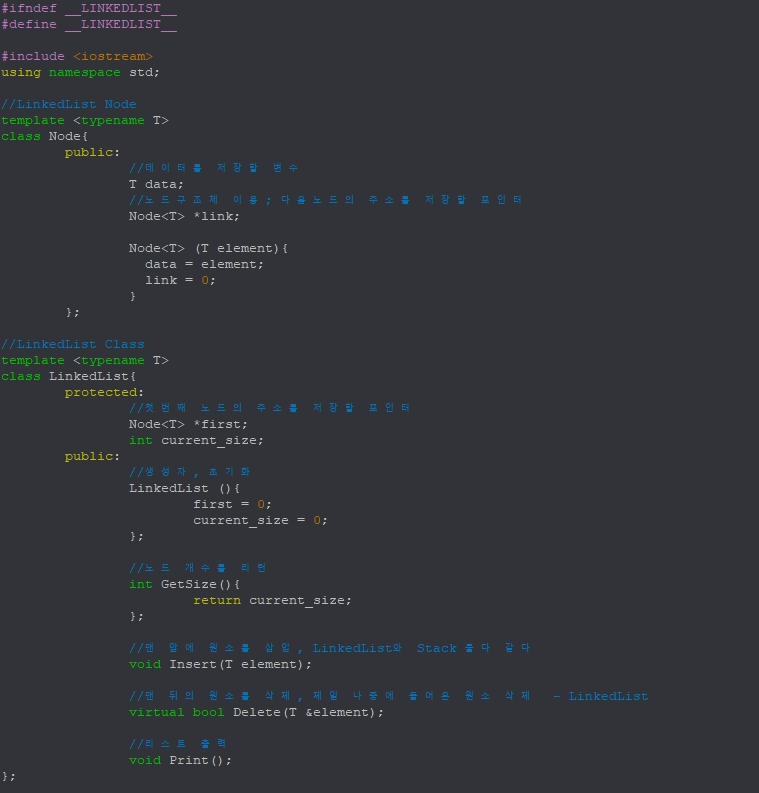 #ifndef __LINKEDLIST__
#define __LINKEDLIST__
#include <iostream>
using namespace std;
//LinkedList Node
template <typename T>
class Node{
public:
//데이터를 저장할 변수
T data;
//노드구조체 이용; 다음노드의 주소를 저장할 포인터
Node<T> *link;
Node<T> (T element){
data = element;
link = 0;
}
};
//LinkedList Class
template <typename T>
class LinkedList{
protected:
//첫번째 노드의 주소를 저장할 포인터
Node<T> *first;
int current_size;
public:
//생성자, 초기화
LinkedList (){
first = 0;
current_size = 0;
};
//노드 개수를 리턴
int GetSize(){
return current_size;
};
//맨 앞에 원소를 삽입, LinkedList와 Stack 둘다 같다
void Insert(T element);
//맨 뒤의 원소를 삭제, 제일 나중에 들어온 원소 삭제 - LinkedList
virtual bool Delete(T &element);
//리스트 출력
void Print();
};